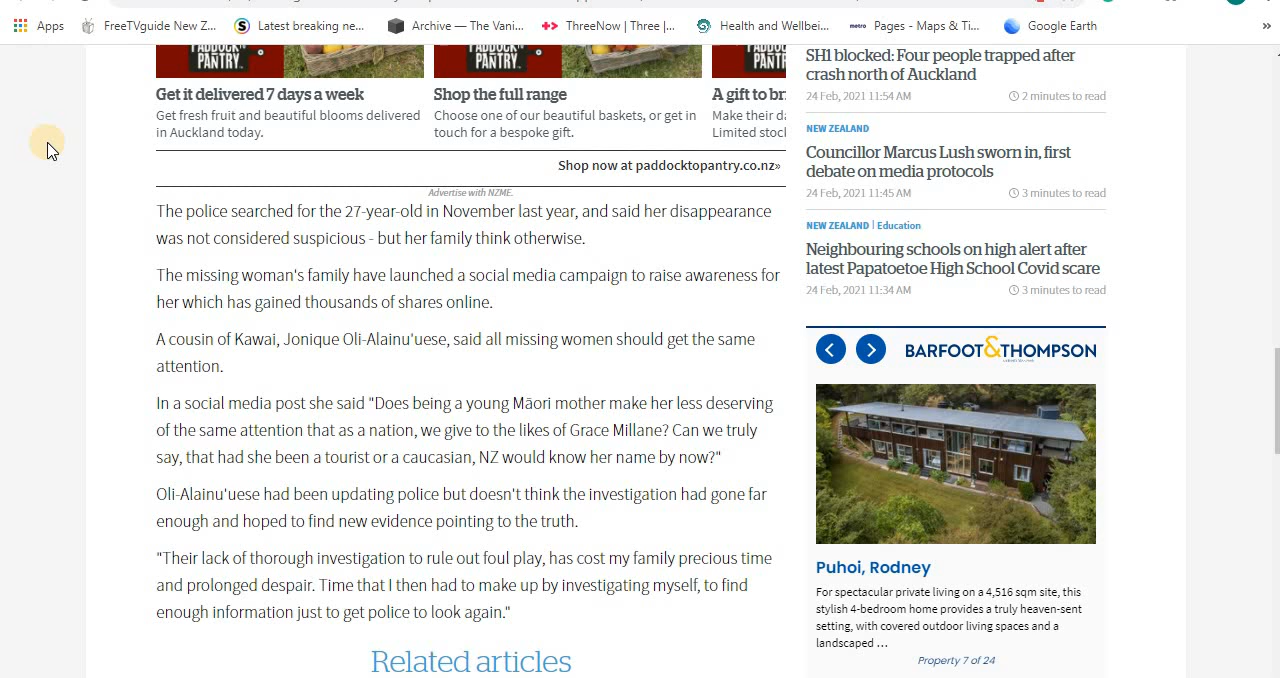 Apps
FreeTVguide New Z...
Latest breaking ne...
Archive — The Vani...
ThreeNow | Three |...
Health and Wellbei...
metro Pages - Maps & Ti...
Google Earth
»
PADDOCK
PANTRY.
PANTRY.
Get it delivered 7 days a week
Get fresh fruit and beautiful blooms delivered
in Auckland today.
Shop the full range
Choose one of our beautiful baskets, or get in
touch for a bespoke gift.
A gift to br
Make their da
Limited stock
Shop now at paddocktopantry.co.nz»
Advertise with NZME.
The police searched for the 27-year-old in November last year, and said her disappearance
was not considered suspicious - but her family think otherwise.
The missing woman's family have launched a social media campaign to raise awareness for
her which has gained thousands of shares online.
A cousin of Kawai, Jonique Oli-Alainu'uese, said all missing women should get the same
attention.
In a social media post she said "Does being a young Māori mother make her less deserving
of the same attention that as a nation, we give to the likes of Grace Millane? Can we truly
say, that had she been a tourist or a caucasian, NZ would know her name by now?"
Oli-Alainu'uese had been updating police but doesn't think the investigation had gone far
enough and hoped to find new evidence pointing to the truth.
"Their lack of thorough investigation to rule out foul play, has cost my family precious time
and prolonged despair. Time that I then had to make up by investigating myself, to find
enough information just to get police to look again."
Related articles
SH1 blocked: Four people trapped after
crash north of Auckland
24 Feb, 2021 11:54 AM 2 minutes to read
NEW ZEALAND
Councillor Marcus Lush sworn in, first
debate on media protocols
24 Feb, 2021 11:45 AM 3 minutes to read
NEW ZEALAND | Education
Neighbouring schools on high alert after
latest Papatoetoe High School Covid scare
24 Feb, 2021 11:34 AM 3 minutes to read
BARFOOT & THOMPSON
Puhoi, Rodney
For spectacular private living on a 4,516 sqm site, this
stylish 4-bedroom home provides a truly heaven-sent
setting, with covered outdoor living spaces and a
landscaped ...
Property 7 of 24